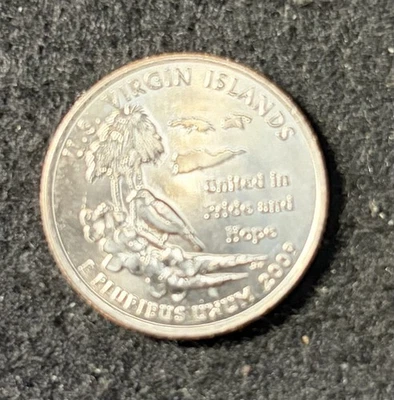 U.S. VIRGIN ISLANDS
United in
Pride and
Hope
E PLURIBUS UNUM 2009